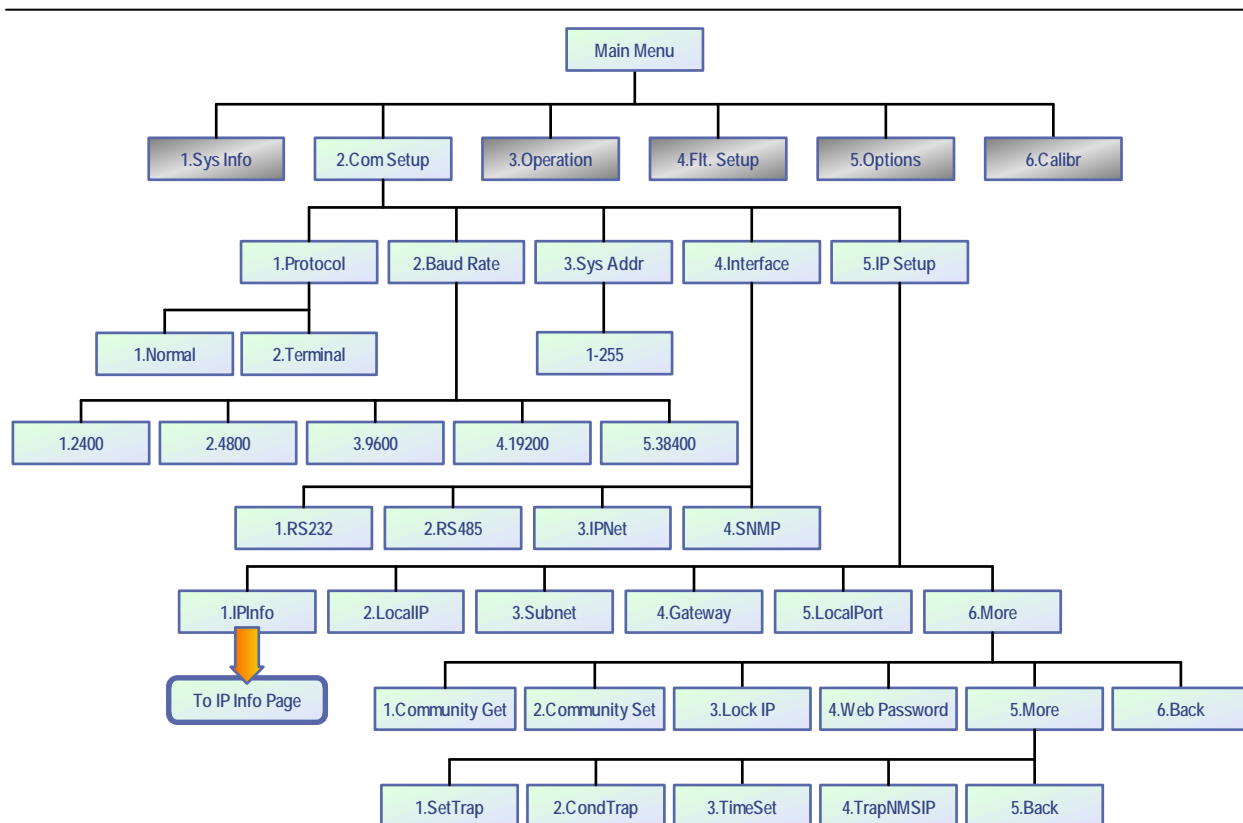 Main Menu
1.Sys Info
2.Com Setup
3.Operation
4.Flt. Setup
5.Options
6.Calibr
1.Protocol
2.Baud Rate
3.Sys Addr
4.Interface
5.IP Setup
1.Normal
2.Terminal
1-255
1.2400
2.4800
3.9600
4.19200
5.38400
1.RS232
2.RS485
3.IPNet
4.SNMP
1.IPInfo
2.LocalIP
3.Subnet
4.Gateway
5.LocalPort
6.More
To IP Info Page
1.Community Get
2.Community Set
3.Lock IP
4.Web Password
5.More
6.Back
1.SetTrap
2.CondTrap
3.TimeSet
4.TrapNMSIP
5.Back